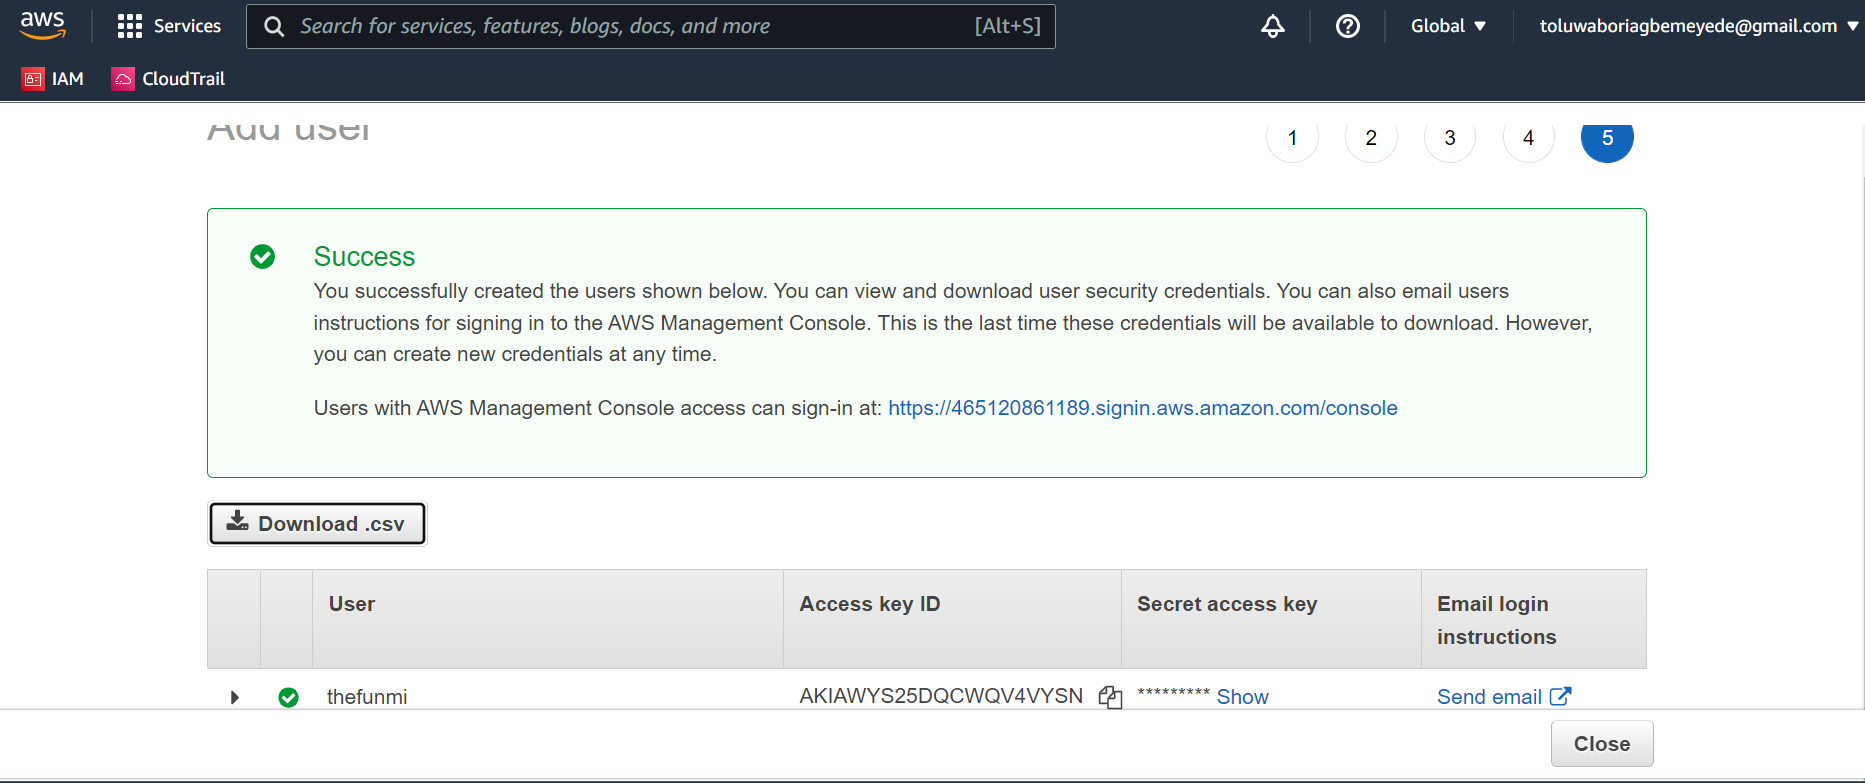 aws
Services
Search for services, features, blogs, docs, and more
[Alt+S]
Global
toluwaboriagbemeyede@gmail.com
IAM
CloudTrail
Add user
1
2
3
4
5
Success
You successfully created the users shown below. You can view and download user security credentials. You can also email users
instructions for signing in to the AWS Management Console. This is the last time these credentials will be available to download. However,
you can create new credentials at any time.
Users with AWS Management Console access can sign-in at: https://465120861189.signin.aws.amazon.com/console
Download .csv
User
Access key ID
Secret access key
Email login
instructions
thefunmi
AKIAWYS25DQCWQV4VYSN
********* Show
Send email
Close